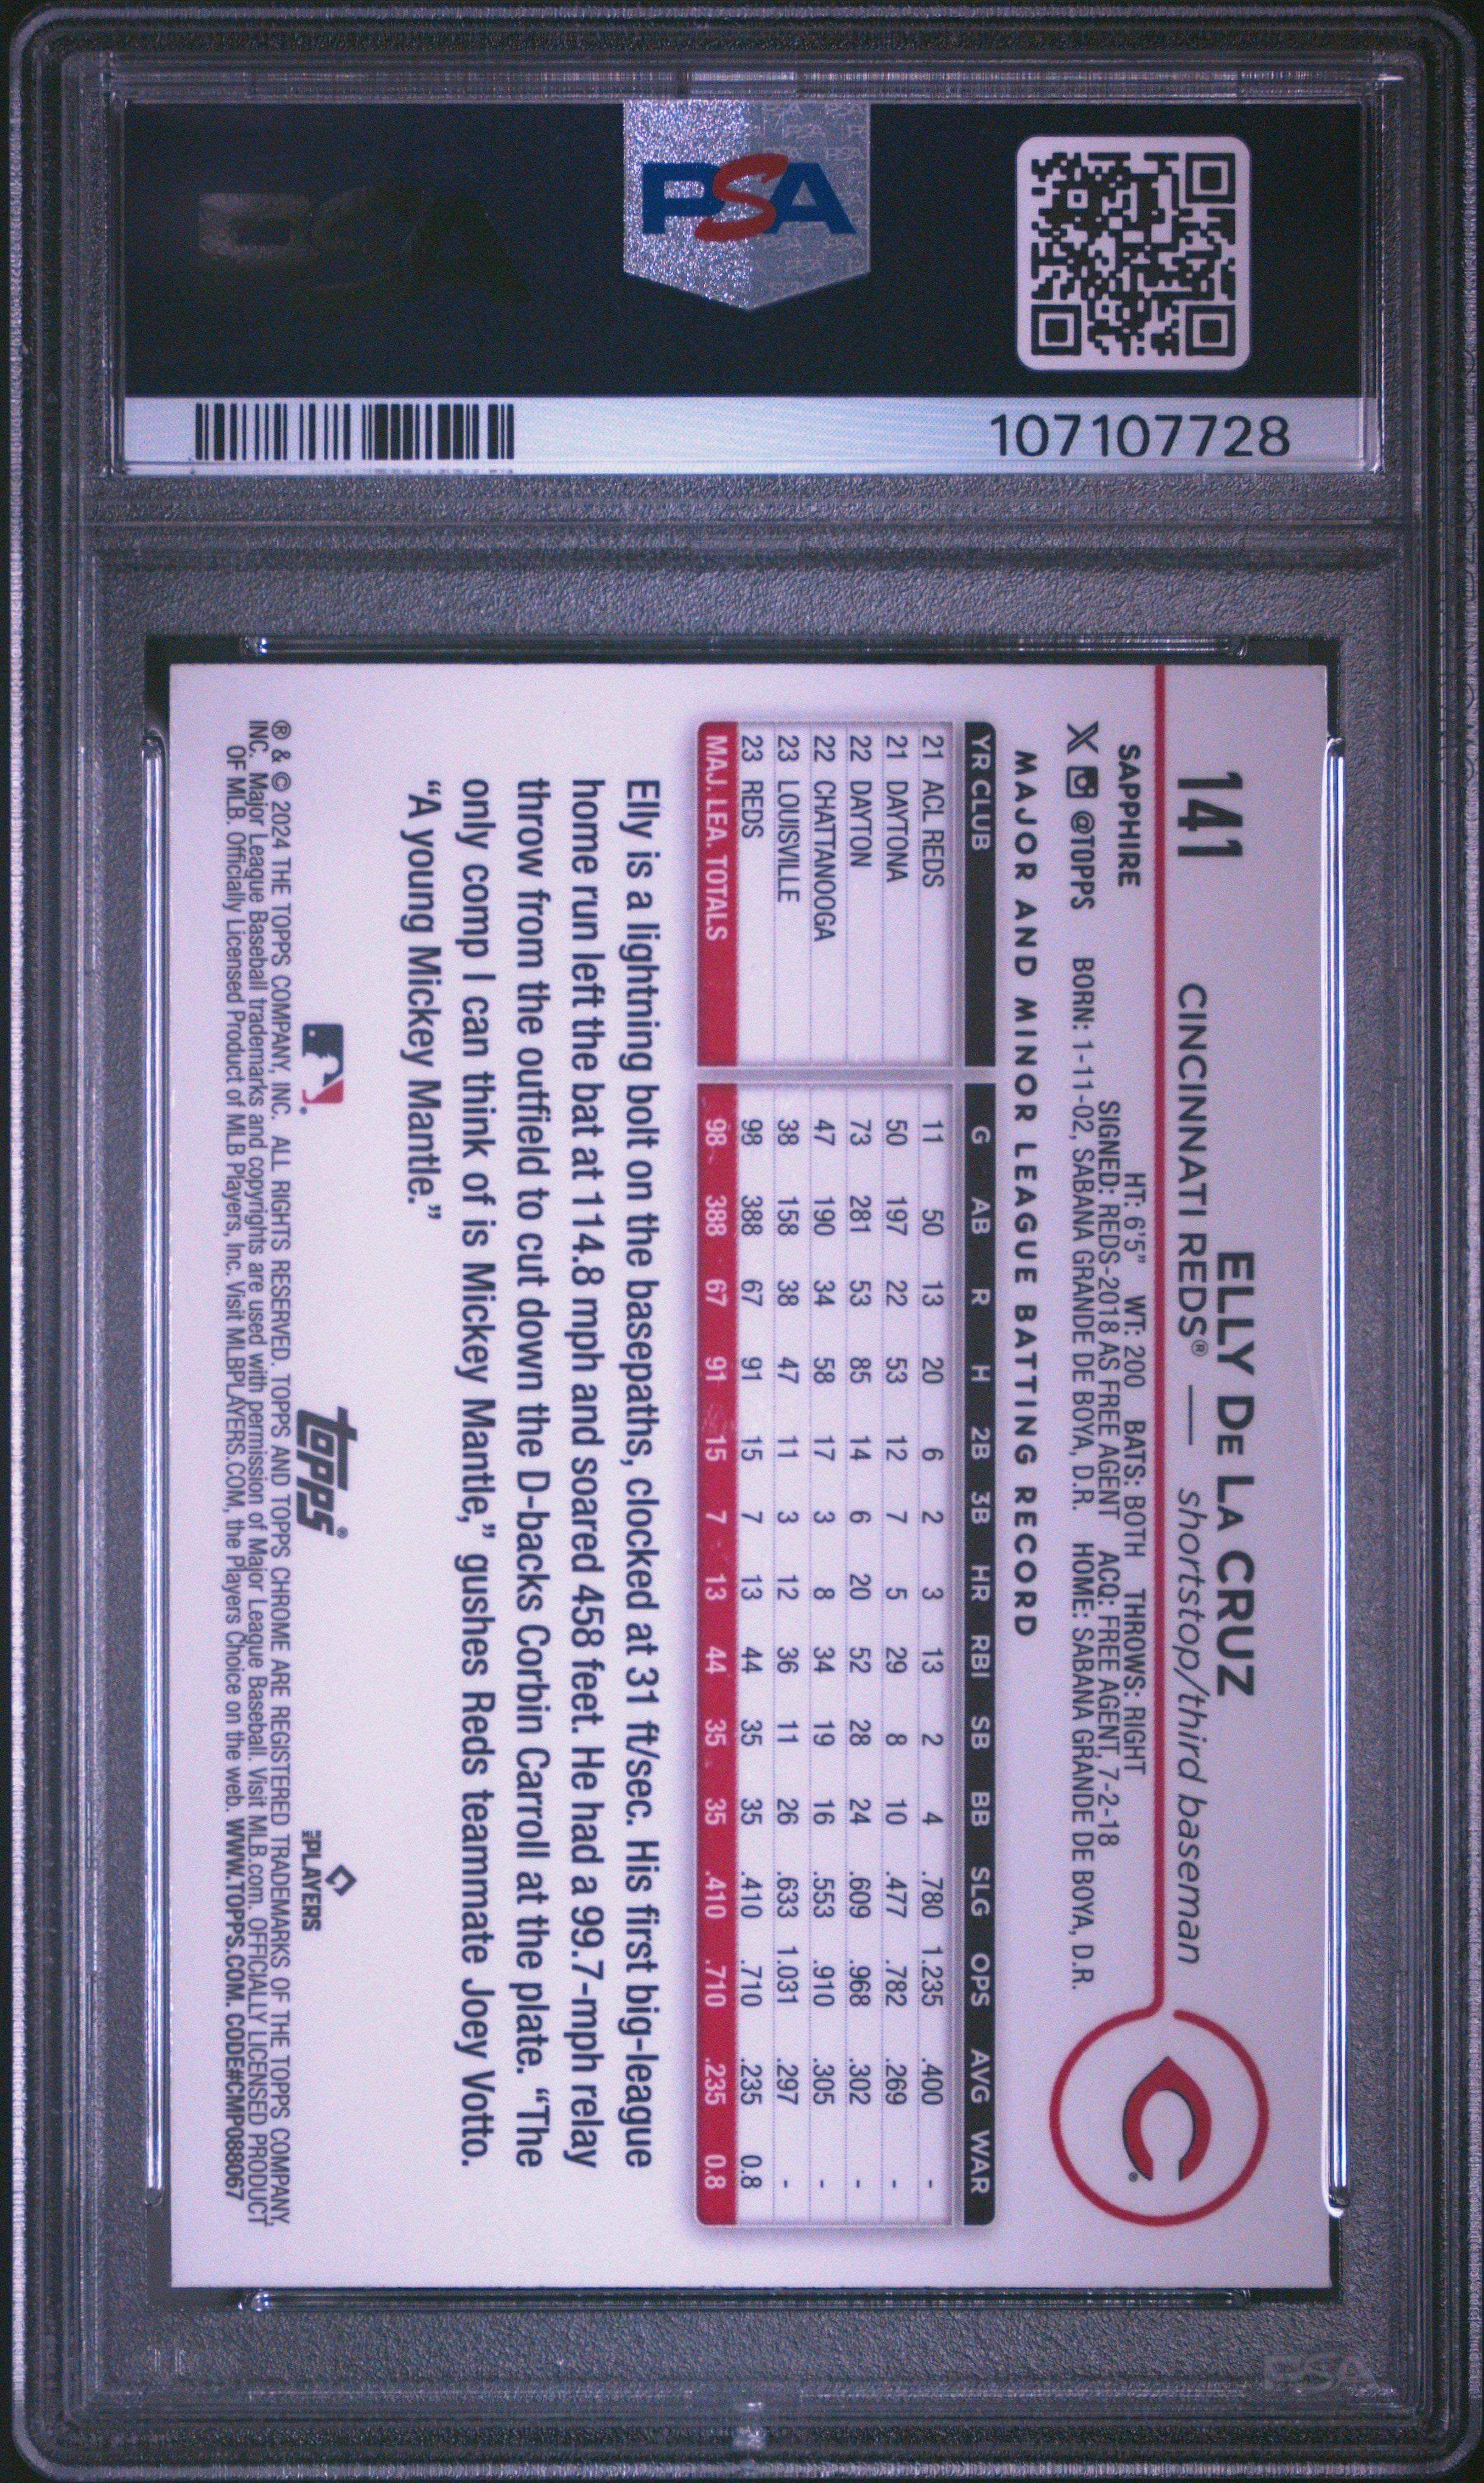 PSA
107107728
141
ELLY DE LA CRUZ
CINCINNATI REDS® — shortstop/third baseman
SAPPHIRE
HT: 6'5" WT: 200 BATS: BOTH THROWS: RIGHT
SIGNED: REDS-2018 AS FREE AGENT ACQ: FREE AGENT, 7-2-18
@TOPPS BORN: 1-11-02, SABANA GRANDE DE BOYA, D.R. HOME: SABANA GRANDE DE BOYA, D.R.
C
MAJOR AND MINOR LEAGUE BATTING RECORD
YR CLUB G AB R H 2B 3B HR RBI SB BB SLG OPS AVG WAR
21 ACL REDS 11 50 13 20 6 2 3 13 2 4 .780 1.235 .400 -
21 DAYTONA 50 197 22 53 12 7 5 29 8 10 .477 .782 .269 -
22 DAYTON 73 281 53 85 14 6 20 52 28 24 .609 .968 .302 -
22 CHATTANOOGA 47 190 34 58 17 3 8 34 19 16 .553 .910 .305 -
23 LOUISVILLE 38 158 38 47 11 3 12 36 11 26 .633 1.031 .297 -
23 REDS 98 388 67 91 15 7 13 44 35 35 .410 .710 .235 0.8
MAJ. LEA. TOTALS 98 388 67 91 15 7 13 44 35 35 .410 .710 .235 0.8
Elly is a lightning bolt on the basepaths, clocked at 31 ft/sec. His first big-league
home run left the bat at 114.8 mph and soared 458 feet. He had a 99.7-mph relay
throw from the outfield to cut down the D-backs Corbin Carroll at the plate. “The
only comp I can think of is Mickey Mantle,” gushes Reds teammate Joey Votto.
“A young Mickey Mantle.”
topps®
PLAYERS
® & © 2024 THE TOPPS COMPANY, INC. ALL RIGHTS RESERVED. TOPPS AND TOPPS CHROME ARE REGISTERED TRADEMARKS OF THE TOPPS COMPANY,
INC. Major League Baseball trademarks and copyrights are used with permission of Major League Baseball. Visit MLB.com. OFFICIALLY LICENSED PRODUCT
OF MLB. Officially Licensed Product of MLB Players, Inc. Visit MLBPLAYERS.COM, the Players Choice on the web. WWW.TOPPS.COM. CODE#CMP088067
PSA